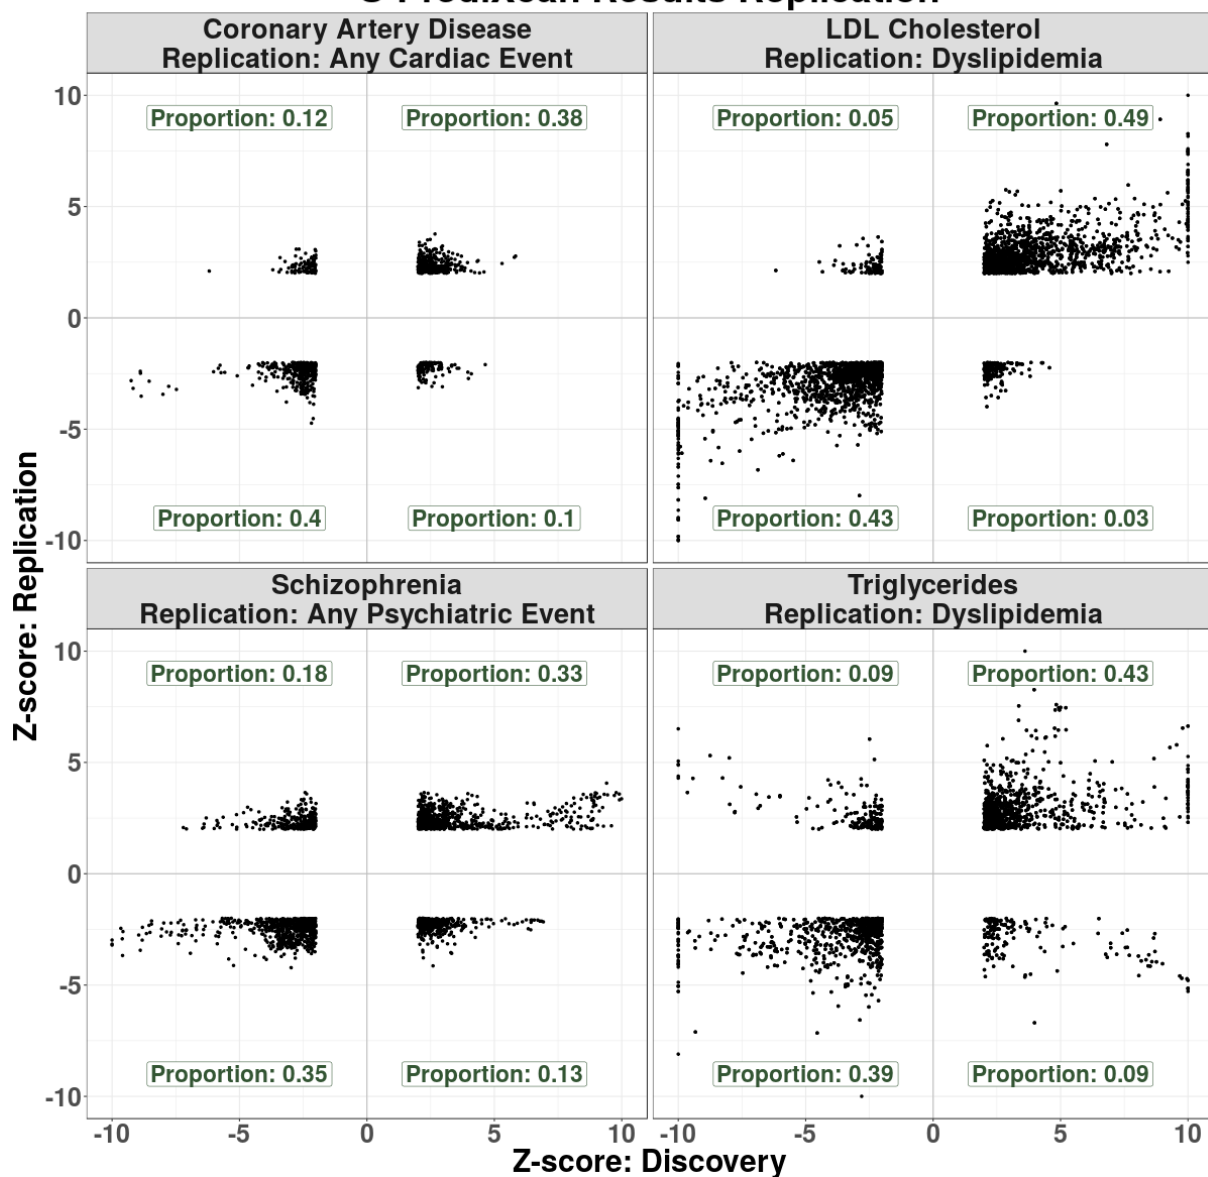 S-PrediXcan Results Replication
Coronary Artery Disease
Replication: Any Cardiac Event
LDL Cholesterol
Replication: Dyslipidemia
10
5
0
-5
-10
Proportion: 0.12
Proportion: 0.38
Proportion: 0.4
Proportion: 0.1
Proportion: 0.05
Proportion: 0.49
Proportion: 0.43
Proportion: 0.03
Z-score: Replication
Schizophrenia
Replication: Any Psychiatric Event
Triglycerides
Replication: Dyslipidemia
10
5
0
-5
-10
Proportion: 0.18
Proportion: 0.33
Proportion: 0.35
Proportion: 0.13
Proportion: 0.09
Proportion: 0.43
Proportion: 0.39
Proportion: 0.09
-10 -5 0 5 10
-10 -5 0 5 10
Z-score: Discovery